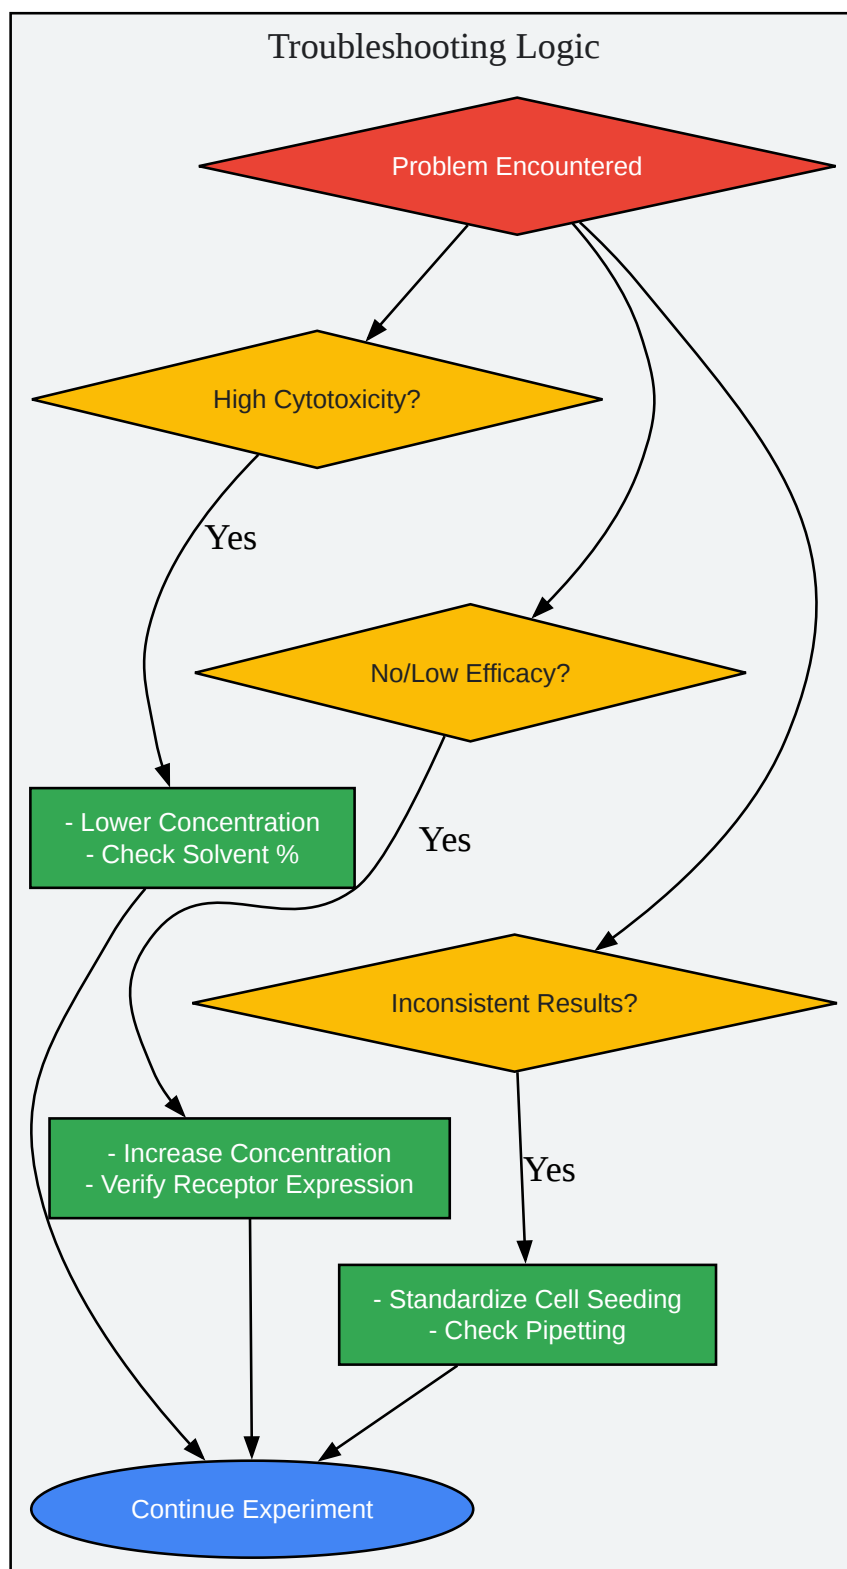 Troubleshooting Logic
Problem Encountered
High Cytotoxicity?
Yes
No/Low Efficacy?
- Lower Concentration
- Check Solvent %
Yes
Inconsistent Results?
- Increase Concentration
- Verify Receptor Expression
Yes
- Standardize Cell Seeding
- Check Pipetting
Continue Experiment